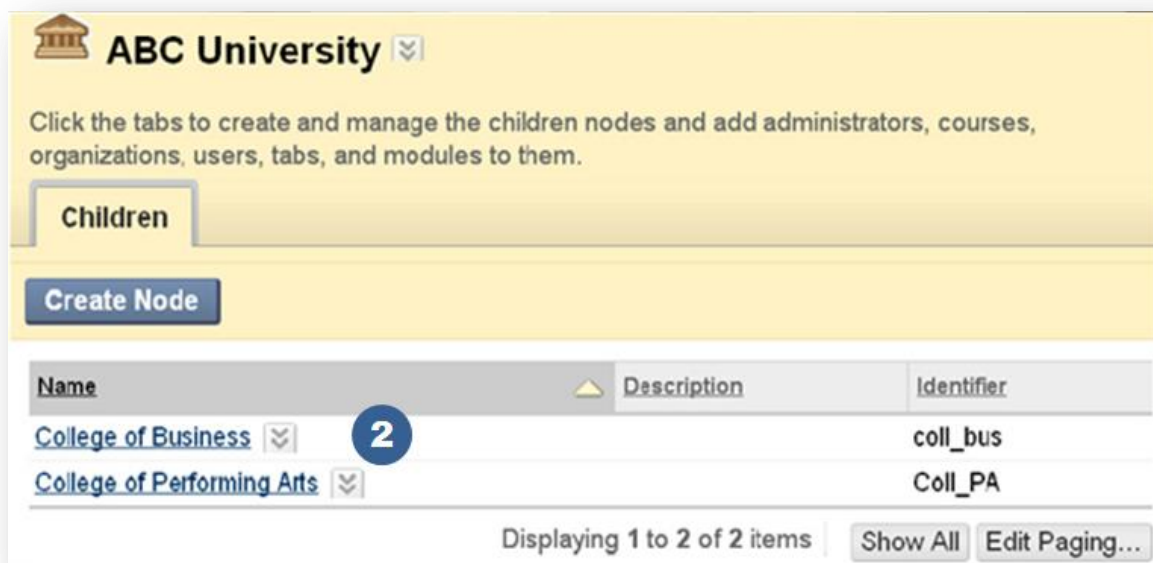 ABC University
Click the tabs to create and manage the children nodes and add administrators, courses,
organizations, users, tabs, and modules to them.
Children
Create Node
Name Description Identifier
College of Business 2 coll_bus
College of Performing Arts Coll_PA
Displaying 1 to 2 of 2 items Show All Edit Paging...